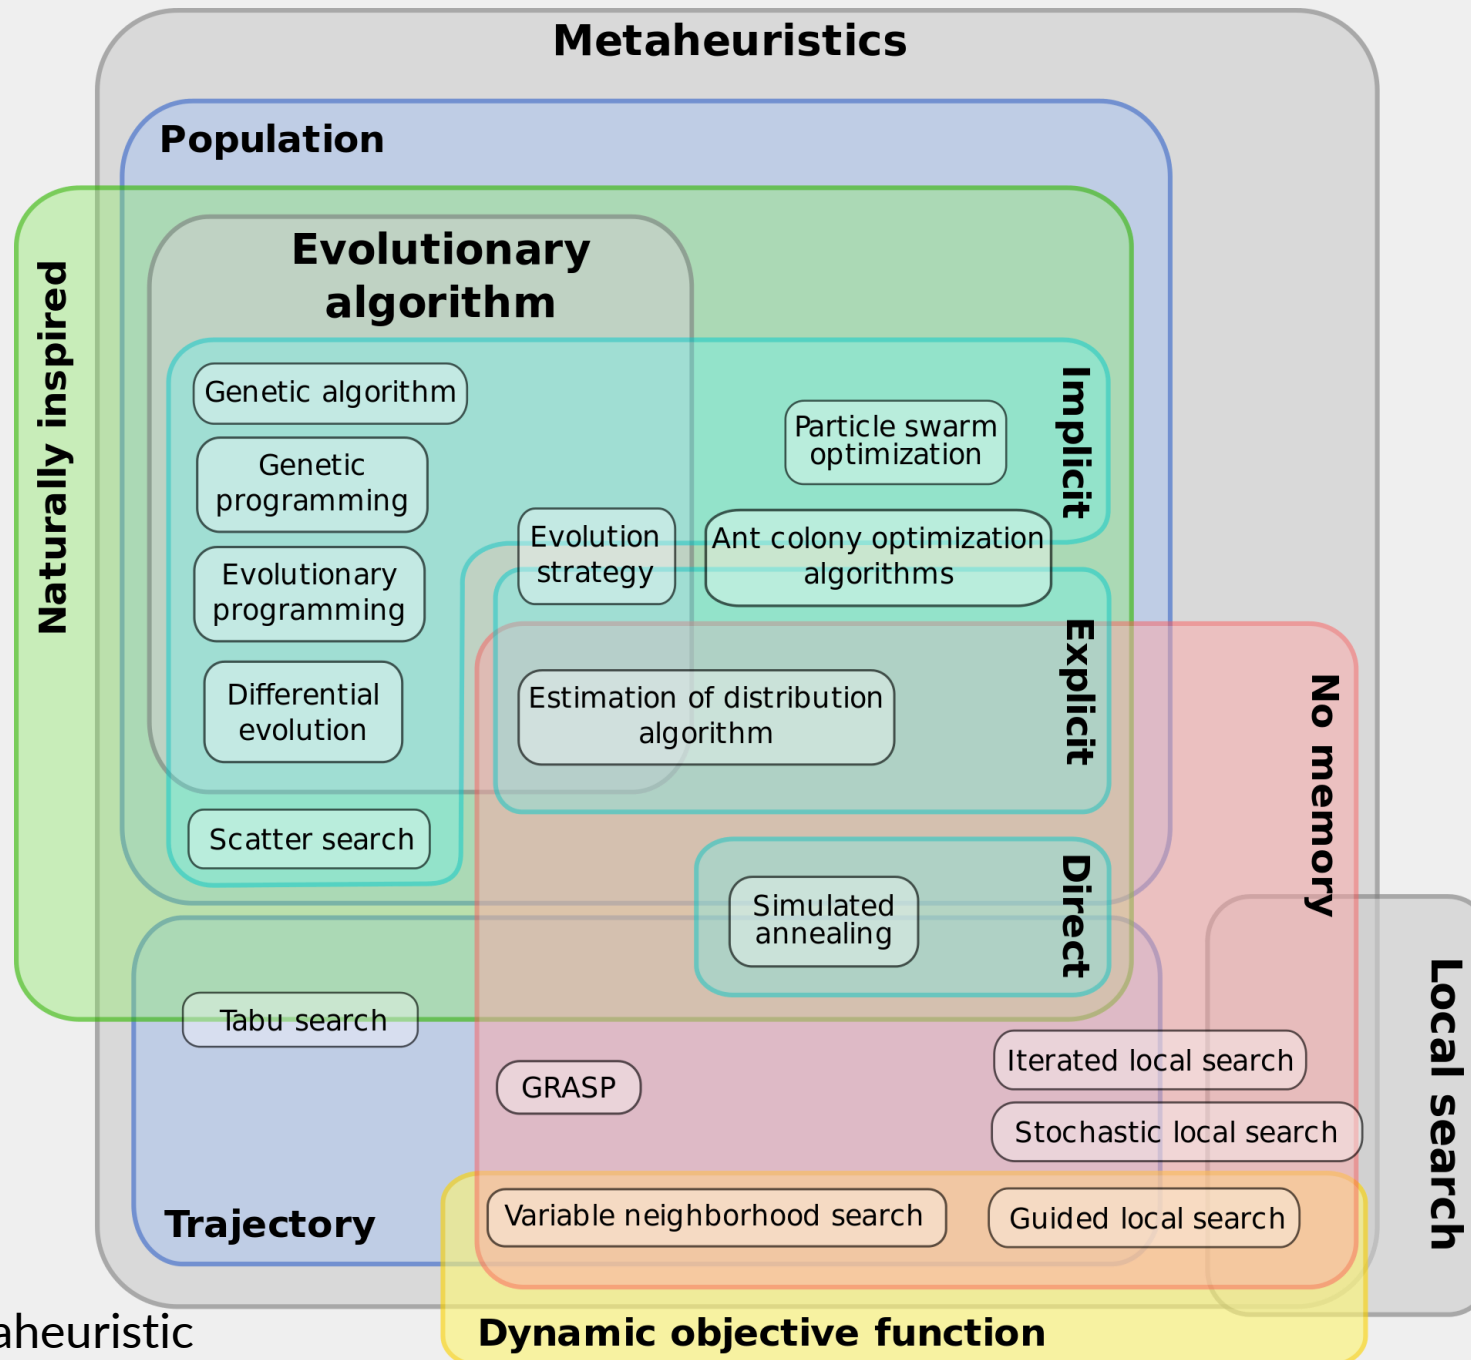 Metaheuristics
Population
Naturally inspired
Evolutionary
algorithm
Genetic algorithm
Genetic
programming
Evolutionary
programming
Differential
evolution
Scatter search
Particle swarm
optimization
Implicit
Evolution
strategy
Ant colony optimization
algorithms
Explicit
Estimation of distribution
algorithm
No memory
Direct
Simulated
annealing
Local search
Tabu search
GRASP
Iterated local search
Stochastic local search
Trajectory
Variable neighborhood search
Guided local search
Dynamic objective function
aheuristic